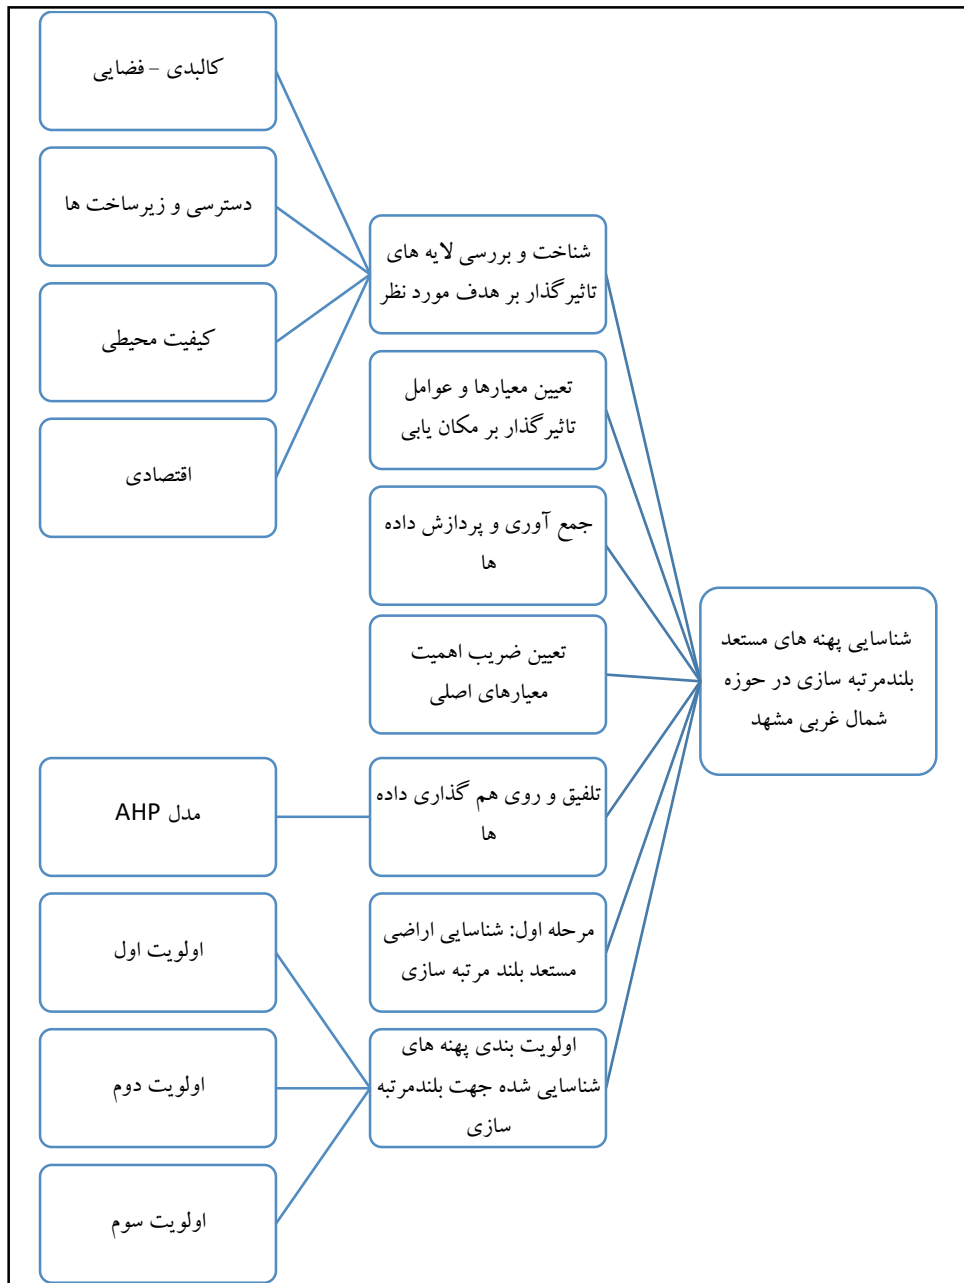 شناسایی پهنه های مستعد
بلندمرتبه سازی در حوزه
شمال غربی مشهد
شناخت و بررسی لایه های
تاثیرگذار بر هدف مورد نظر
کالبدی – فضایی
دسترسی و زیرساخت ها
کیفیت محیطی
اقتصادی
تعیین معیارها و عوامل
تاثیرگذار بر مکان یابی
جمع آوری و پردازش داده
ها
تعیین ضریب اهمیت
معیارهای اصلی
تلفیق و روی هم گذاری داده
ها
مدل AHP
مرحله اول: شناسایی اراضی
مستعد بلند مرتبه سازی
اولویت بندی پهنه های
شناسایی شده جهت بلندمرتبه
سازی
اولویت اول
اولویت دوم
اولویت سوم